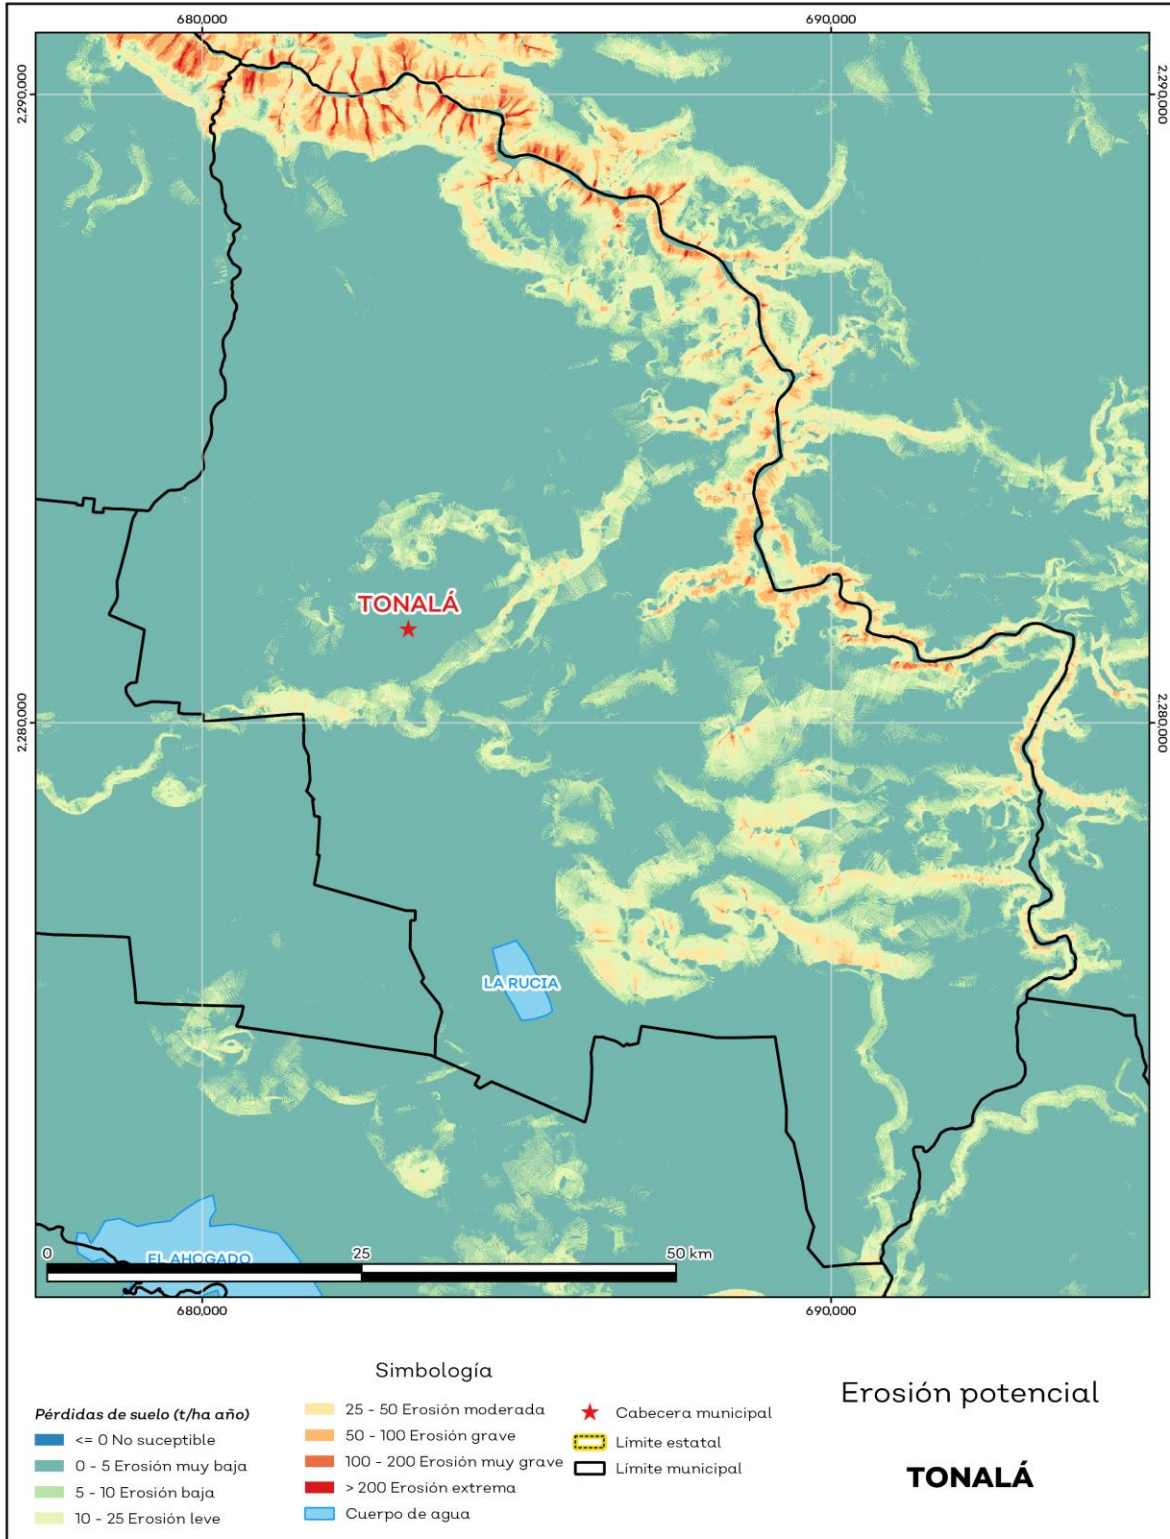 680,000
690,000
2,290,000
2,290,000
TONALÁ
2,280,000
2,280,000
LA RUCIA
EL AHOGADO
0
25
50 km
680,000
690,000
Simbología
Pérdidas de suelo (t/ha año)
<= 0 No suceptible
0 - 5 Erosión muy baja
5 - 10 Erosión baja
10 - 25 Erosión leve
25 - 50 Erosión moderada
50 - 100 Erosión grave
100 - 200 Erosión muy grave
> 200 Erosión extrema
Cuerpo de agua
Cabecera municipal
Límite estatal
Límite municipal
Erosión potencial
TONALÁ